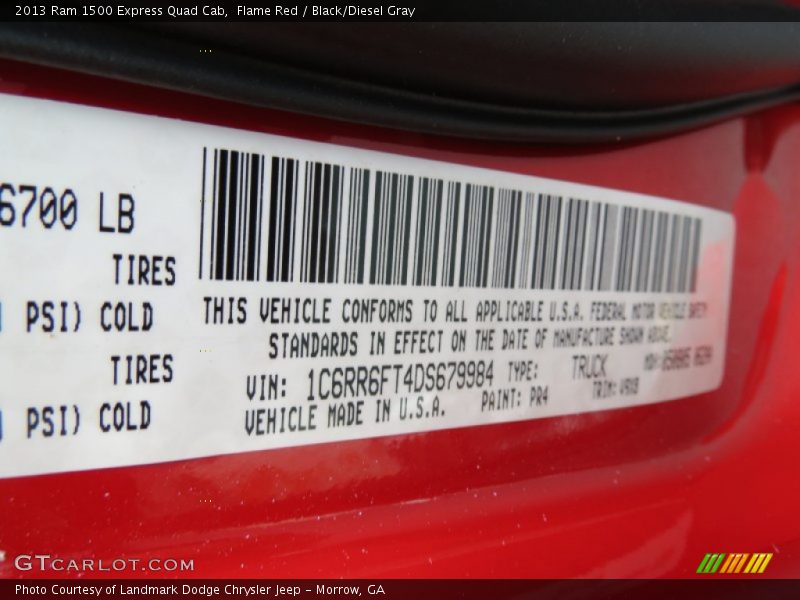 2013 Ram 1500 Express Quad Cab,  Flame Red / Black/Diesel Gray
6700 LB
TIRES
PSI) COLD
TIRES
PSI) COLD
THIS VEHICLE CONFORMS TO ALL APPLICABLE U.S.A. FEDERAL MOTOR VEHICLE SAFETY
STANDARDS IN EFFECT ON THE DATE OF MANUFACTURE SHOWN ABOVE.
VIN: 1C6RR6FT4DS679984 TYPE: TRUCK
VEHICLE MADE IN U.S.A. PAINT: PR4 TRIM:
GTCARLOT.COM
Photo Courtesy of Landmark Dodge Chrysler Jeep - Morrow, GA